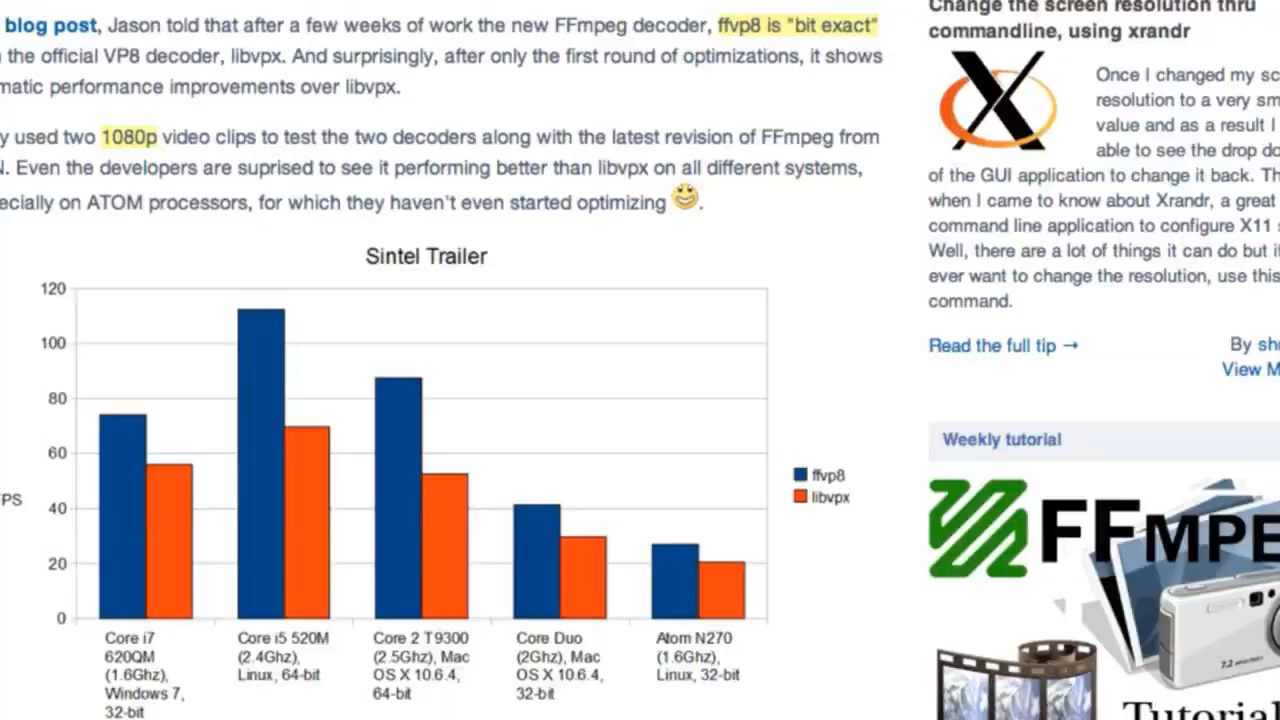 blog post, Jason told that after a few weeks of work the new FFmpeg decoder, ffvp8 is "bit exact"
the official VP8 decoder, libvpx. And surprisingly, after only the first round of optimizations, it shows
matic performance improvements over libvpx.
y used two 1080p video clips to test the two decoders along with the latest revision of FFmpeg from
N. Even the developers are suprised to see it performing better than libvpx on all different systems,
ecially on ATOM processors, for which they haven't even started optimizing 😀.
Sintel Trailer
120
100
80
60
40
20
0
FPS
ffvp8
libvpx
Core i7
620QM
(1.6Ghz),
Windows 7,
32-bit
Core i5 520M
(2.4Ghz),
Linux, 64-bit
Core 2 T9300
(2.5Ghz), Mac
OS X 10.6.4,
64-bit
Core Duo
(2Ghz), Mac
OS X 10.6.4,
32-bit
Atom N270
(1.6Ghz),
Linux, 32-bit
Change the screen resolution thru
commandline, using xrandr
Once I changed my sc
resolution to a very sm
value and as a result I
able to see the drop do
of the GUI application to change it back. Th
when I came to know about Xrandr, a great
command line application to configure X11 s
Well, there are a lot of things it can do but i
ever want to change the resolution, use this
command.
Read the full tip →
By sh
View M
Weekly tutorial
FFMPE
7.2
Tutorial